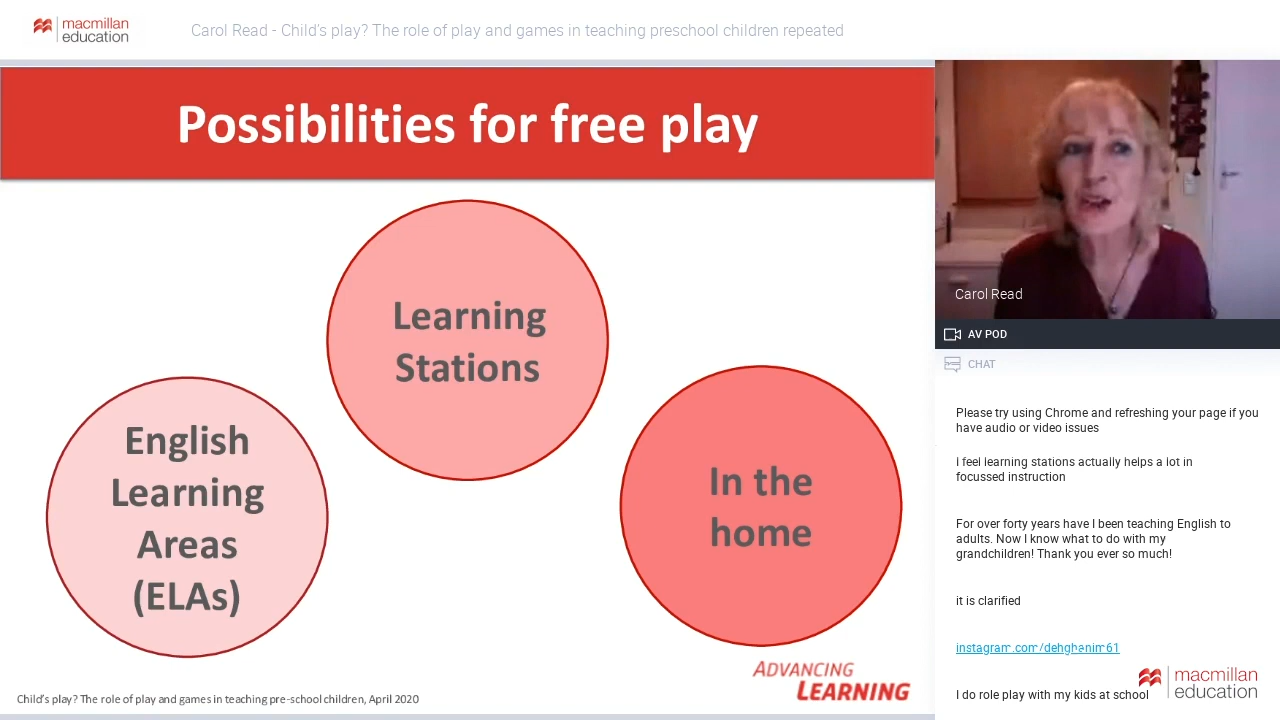 macmillan
education
Carol Read - Child's play? The role of play and games in teaching preschool children repeated
Possibilities for free play
Learning
Stations
English
Learning
Areas
(ELAs)
In the
home
ADVANCING
LEARNING
Child's play? The role of play and games in teaching pre-school children, April 2020
Carol Read
AV POD
CHAT
Please try using Chrome and refreshing your page if you
have audio or video issues
I feel learning stations actually helps a lot in
focussed instruction
For over forty years have I been teaching English to
adults. Now I know what to do with my
grandchildren! Thank you ever so much!
it is clarified
instagram.com/dehghanim61
I do role play with my kids at school
macmillan
education